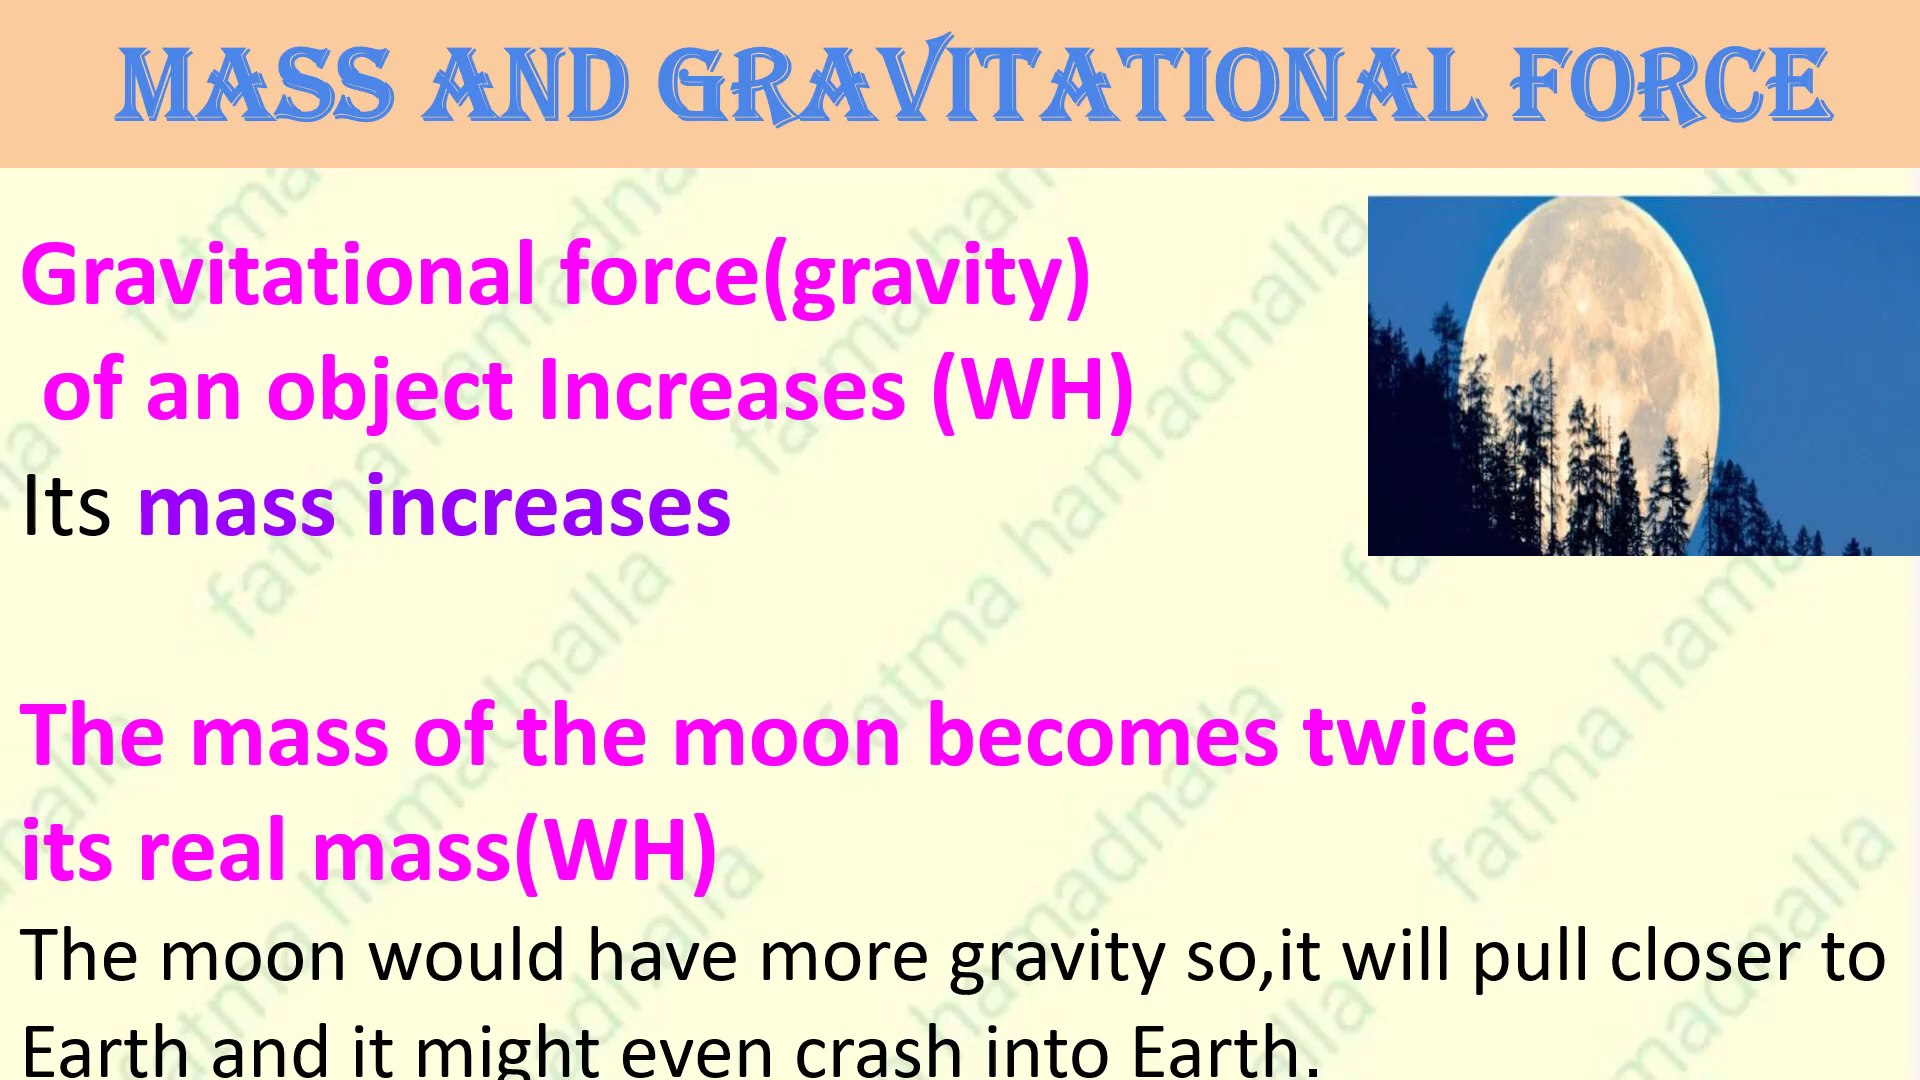 MASS AND GRAVITATIONAL FORCE
Gravitational force(gravity)
of an object Increases (WH)
Its mass increases
The mass of the moon becomes twice
its real mass(WH)
The moon would have more gravity so,it will pull closer to
Earth and it might even crash into Earth.
fatma hamadnalla